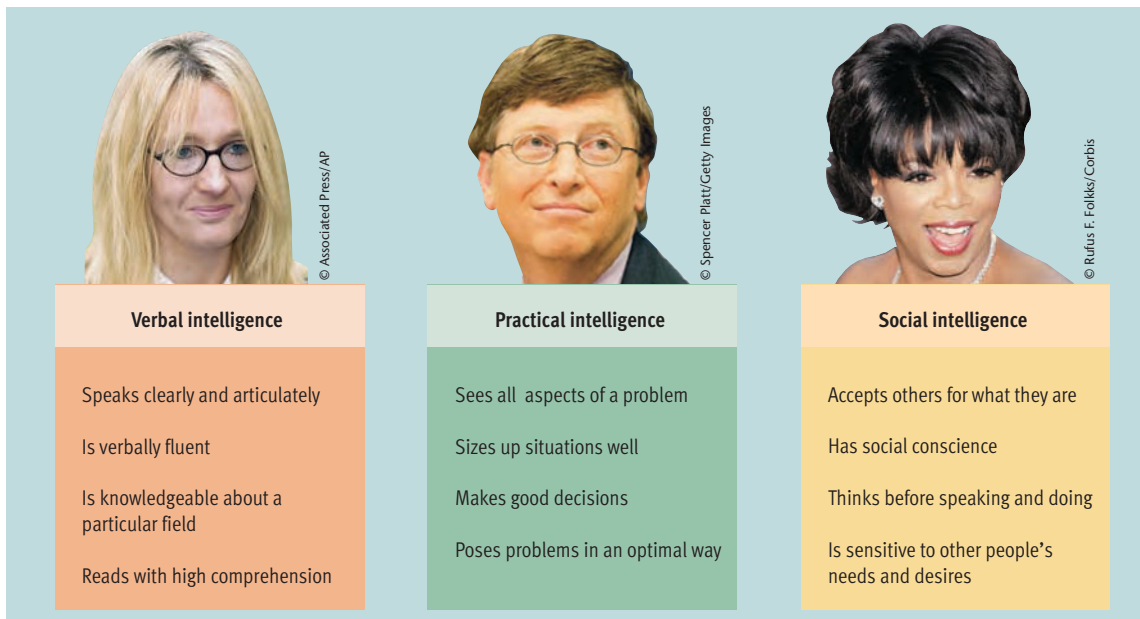 © Associated Press/AP
© Spencer Platt/Getty Images
© Rufus F. Folkks/Corbis
Verbal intelligence
Speaks clearly and articulately
Is verbally fluent
Is knowledgeable about a
particular field
Reads with high comprehension
Practical intelligence
Sees all aspects of a problem
Sizes up situations well
Makes good decisions
Poses problems in an optimal way
Social intelligence
Accepts others for what they are
Has social conscience
Thinks before speaking and doing
Is sensitive to other people’s
needs and desires